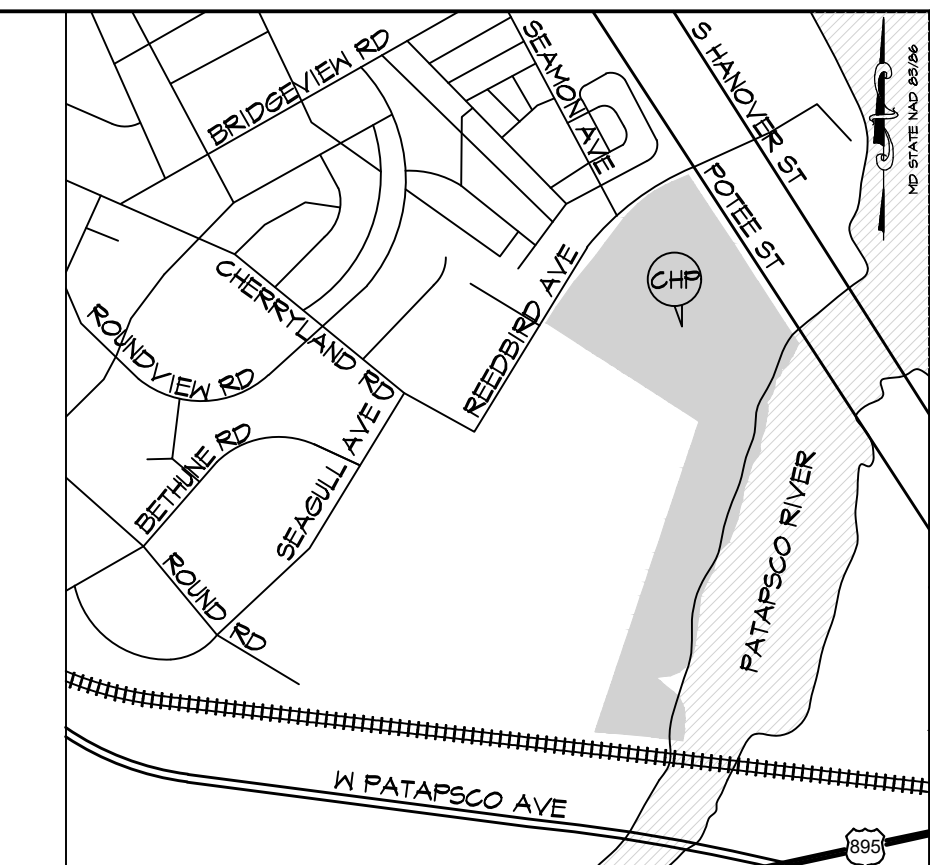 BRIDGEVIEW RD
SEAMON AVE
S HANOVER ST
MD STATE NAD 83/86
POTEE ST
CHP
REEDBIRD AVE
CHERRYLAND RD
ROUNDVIEW RD
BETHUNE RD
SEAGULL AVE
ROUND RD
PATAPSCO RIVER
W PATAPSCO AVE
895